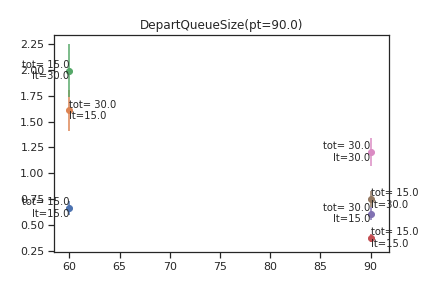 DepartQueueSize(pt=90.0)
2.25
2.00
1.75
1.50
1.25
1.00
0.75
0.50
0.25
tot= 15.0
lt=30.0
tot= 30.0
lt=15.0
tot= 15.0
lt=15.0
tot= 30.0
lt=30.0
tot= 15.0
lt=30.0
tot= 30.0
lt=15.0
tot= 15.0
lt=15.0
60 65 70 75 80 85 90